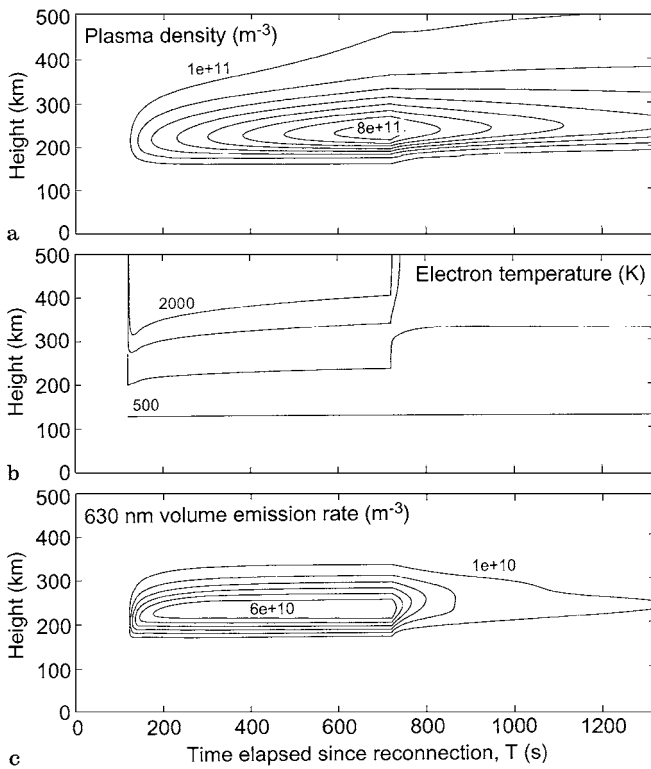 500
400
300
200
100
0
Height (km)
Plasma density (m-3)
1e+11
8e+11
a
500
400
300
200
100
0
Height (km)
Electron temperature (K)
2000
500
b
500
400
300
200
100
0
Height (km)
630 nm volume emission rate (m-3)
1e+10
6e+10
0 200 400 600 800 1000 1200
Time elapsed since reconnection, T (s)
c